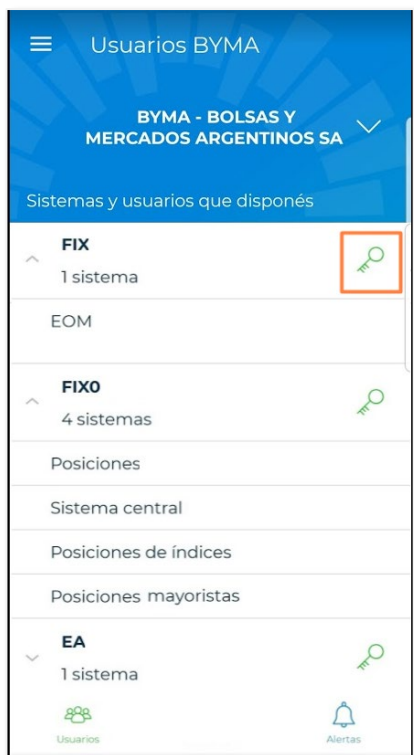 Usuarios BYMA
BYMA - BOLSAS Y
MERCADOS ARGENTINOS SA
Sistemas y usuarios que disponés
FIX
1 sistema
EOM
FIX0
4 sistemas
Posiciones
Sistema central
Posiciones de índices
Posiciones mayoristas
EA
1 sistema
Usuarios
Alertas